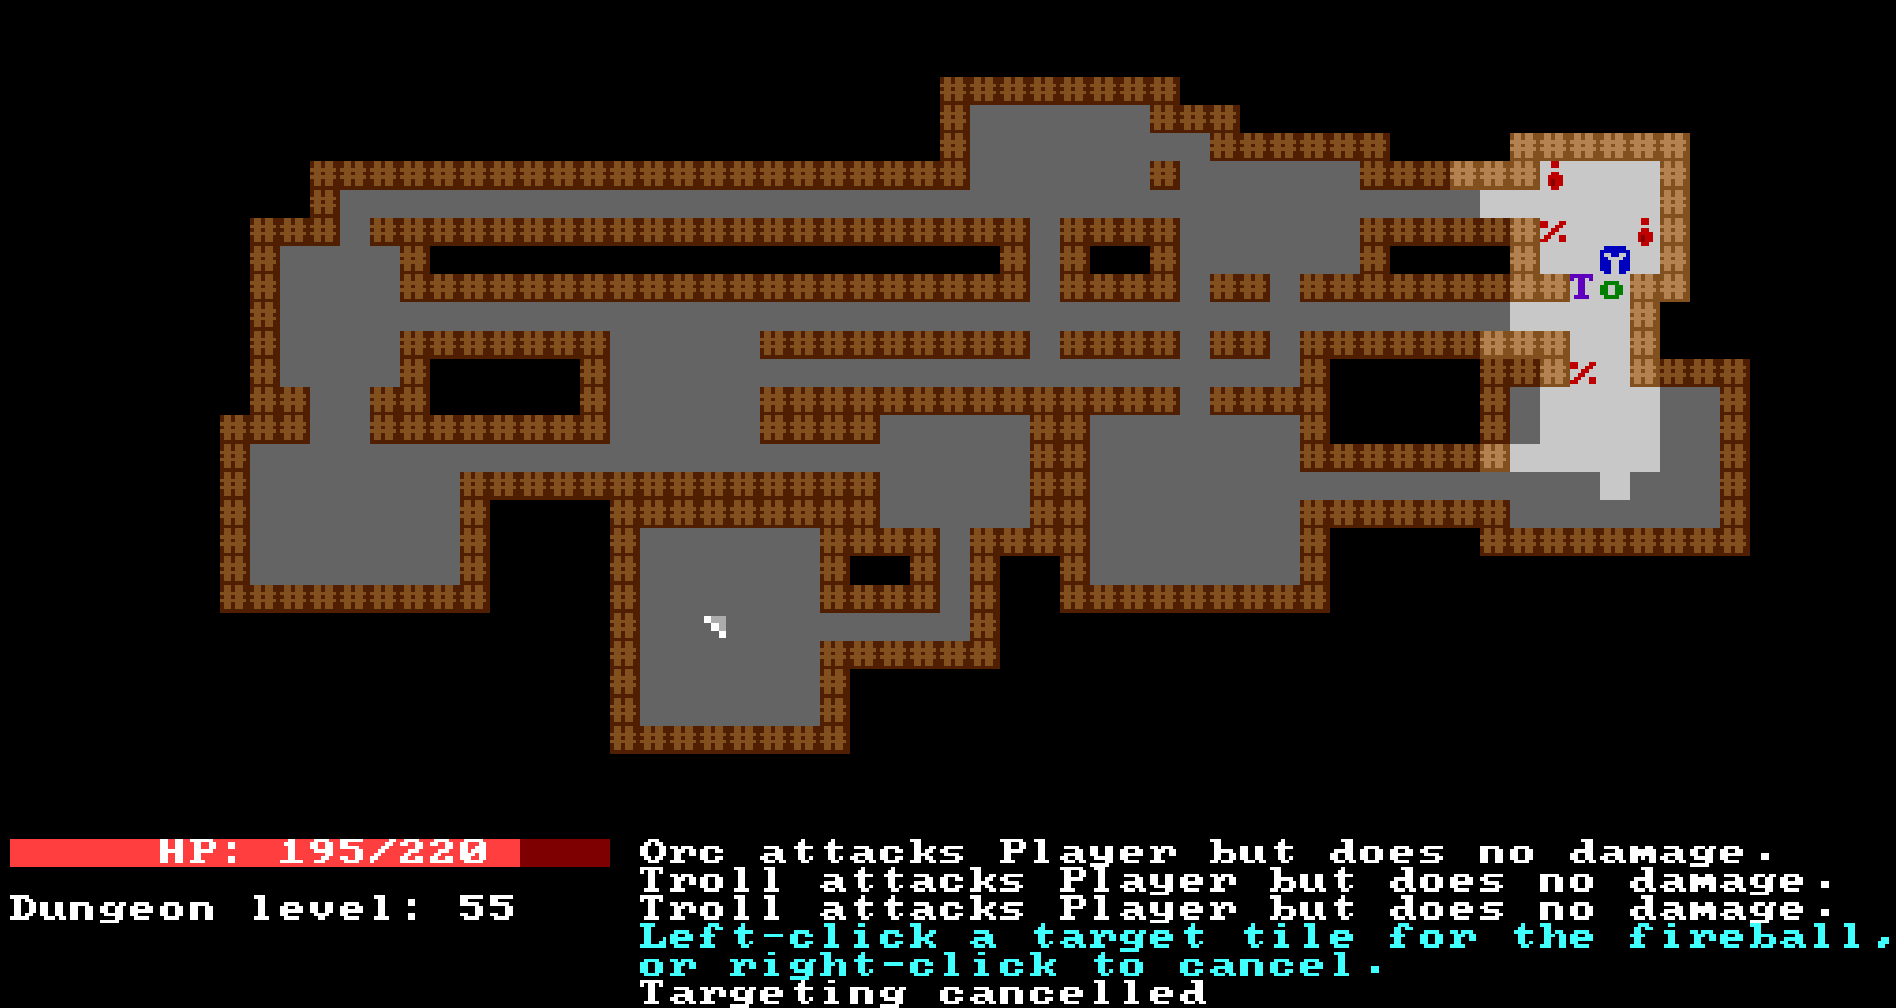 T o
HP: 195/220
Dungeon level: 55
Orc attacks Player but does no damage.
Troll attacks Player but does no damage.
Troll attacks Player but does no damage.
Left-click a target tile for the fireball,
or right-click to cancel.
Targeting cancelled